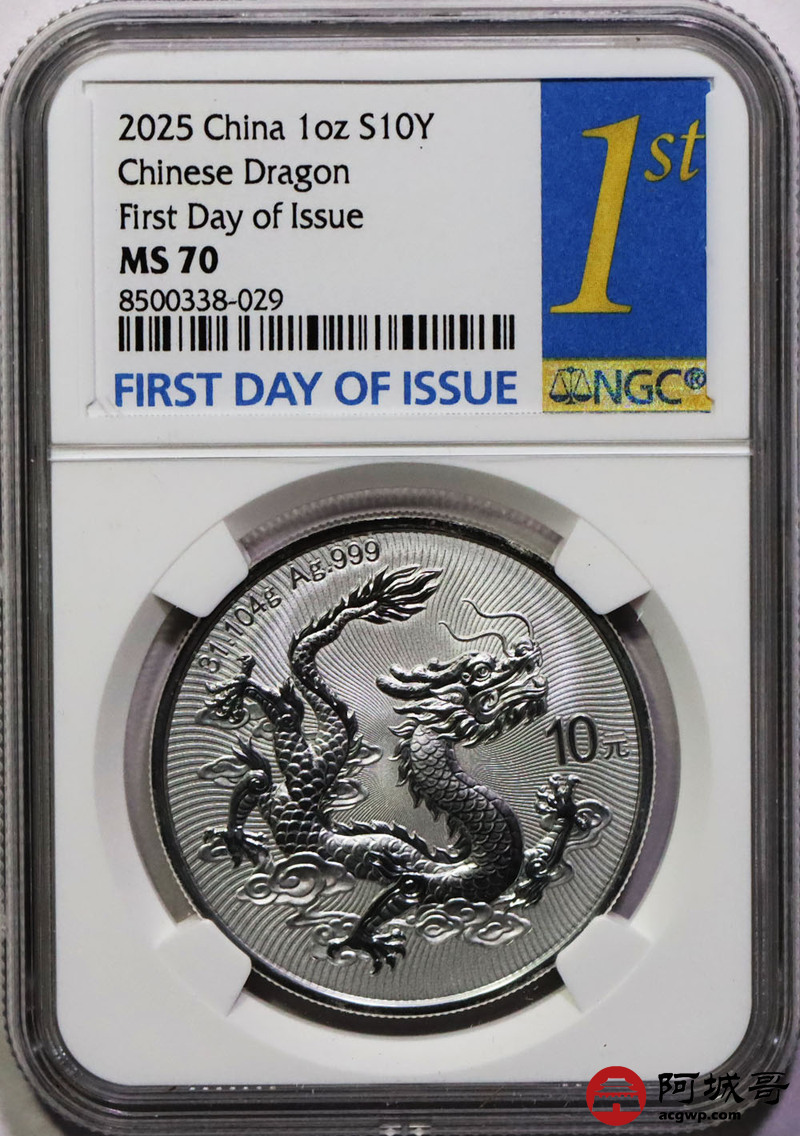 2025 China 1oz S10Y
Chinese Dragon
First Day of Issue
MS 70
8500338-029
FIRST DAY OF ISSUE
1st
NGC®
31.104g Ag.999
10元
阿城哥
acgwp.com